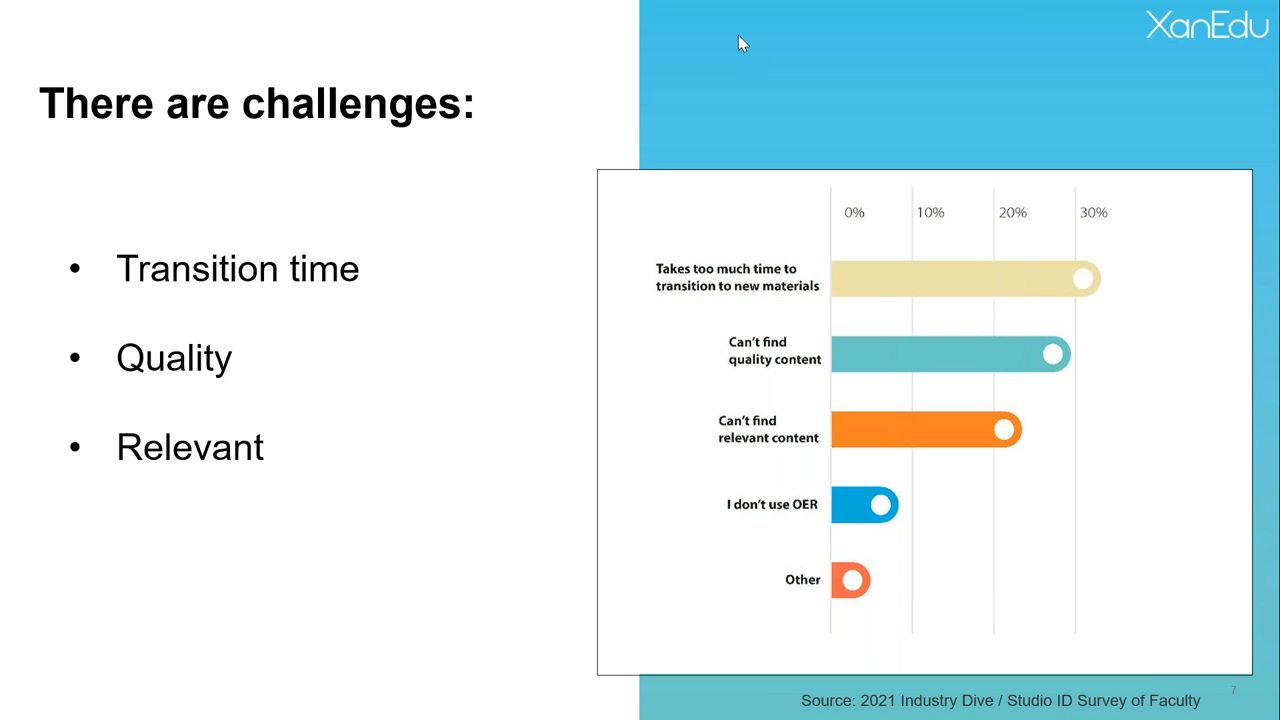 XanEdu
There are challenges:
• Transition time
• Quality
• Relevant
0% 10% 20% 30%
Takes too much time to
transition to new materials
Can't find
quality content
Can't find
relevant content
I don't use OER
Other
7
Source: 2021 Industry Dive / Studio ID Survey of Faculty